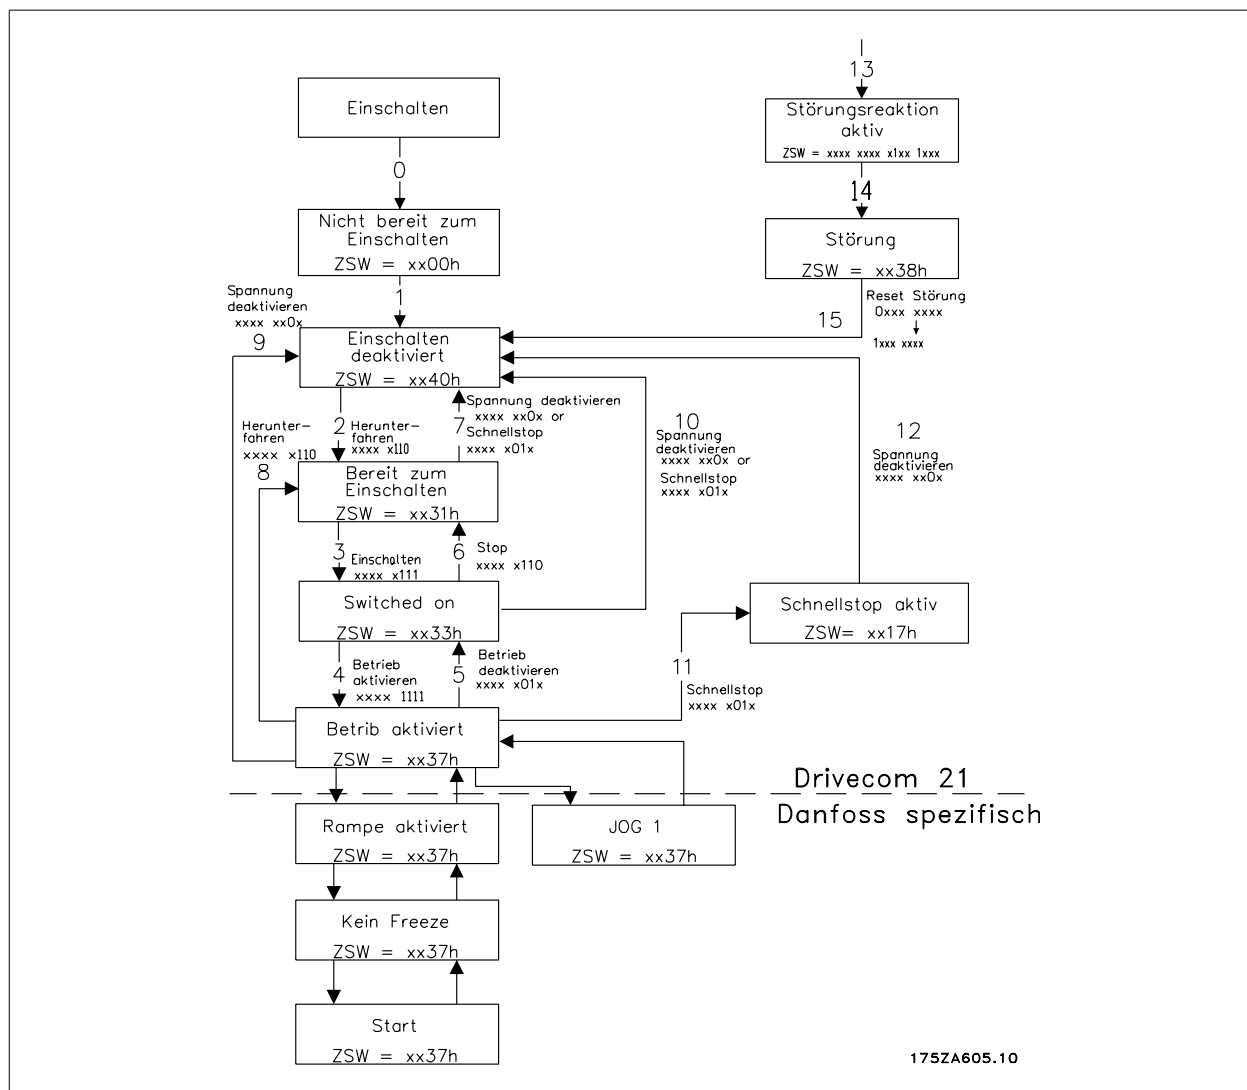 13
Störungsreaktion
aktiv
ZSW = xxxx xxxx x1xx 1xxx
Einschalten
0
14
Nicht bereit zum
Einschalten
ZSW = xx00h
Störung
ZSW = xx38h
1
15
Reset Störung
0xxx xxxx
1xxx xxxx
Spannung
deaktivieren
xxxx xx0x
9
Einschalten
deaktiviert
ZSW = xx40h
2
Herunter-
fahren
xxxx x110
7
Spannung deaktivieren
xxxx xx0x or
Schnellstop
xxxx x01x
10
Spannung
deaktivieren
xxxx xx0x or
Schnellstop
xxxx x01x
12
Spannung
deaktivieren
xxxx xx0x
Herunter-
fahren
xxxx x110
8
Bereit zum
Einschalten
ZSW = xx31h
3
Einschalten
xxxx x111
6
Stop
xxxx x110
Switched on
ZSW = xx33h
Schnellstop aktiv
ZSW= xx17h
4
Betrieb
aktivieren
xxxx 1111
5
Betrieb
deaktivieren
xxxx x01x
11
Schnellstop
xxxx x01x
Betrib aktiviert
ZSW = xx37h
Drivecom 21
Danfoss spezifisch
Rampe aktiviert
ZSW = xx37h
JOG 1
ZSW = xx37h
Kein Freeze
ZSW = xx37h
Start
ZSW = xx37h
175ZA605.10